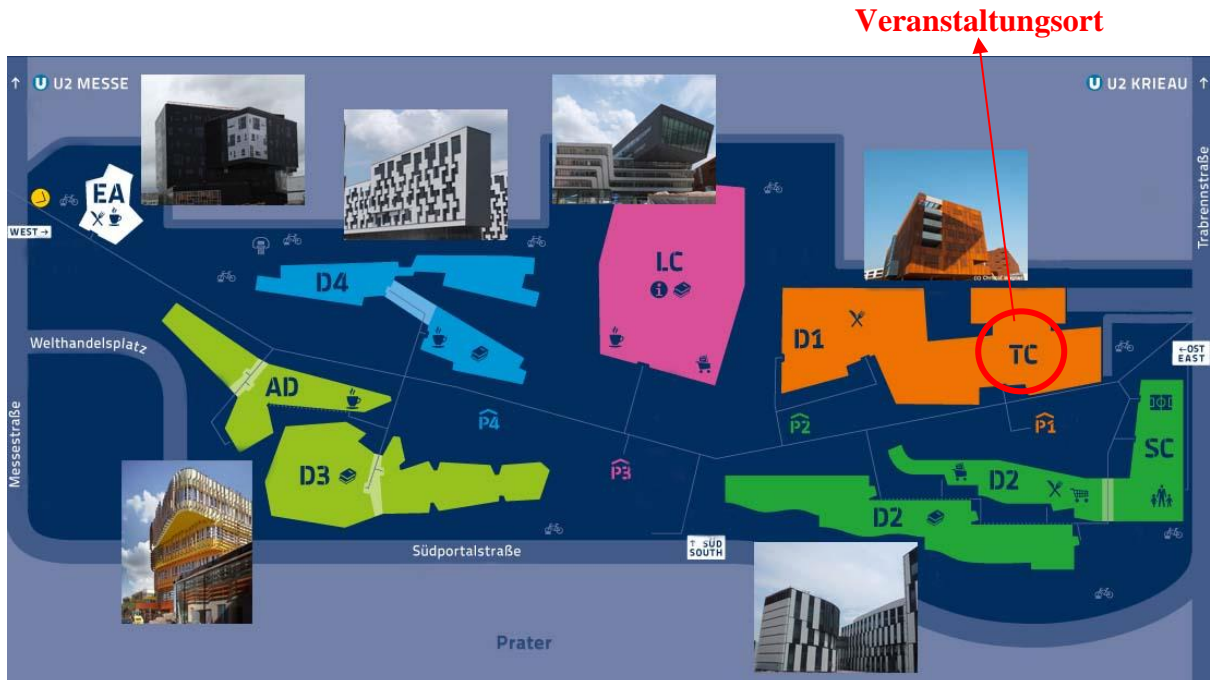 Veranstaltungsort
U U2 MESSE
U U2 KRIEAU
EA
WEST →
Trabrennstraße
D4
LC
i
D1
TC
← OST
EAST
Welthandelsplatz
AD
P4
P2
P1
SC
Messestraße
D3
P3
D2
D2
↑ SÜD
SOUTH
Südportalstraße
Prater